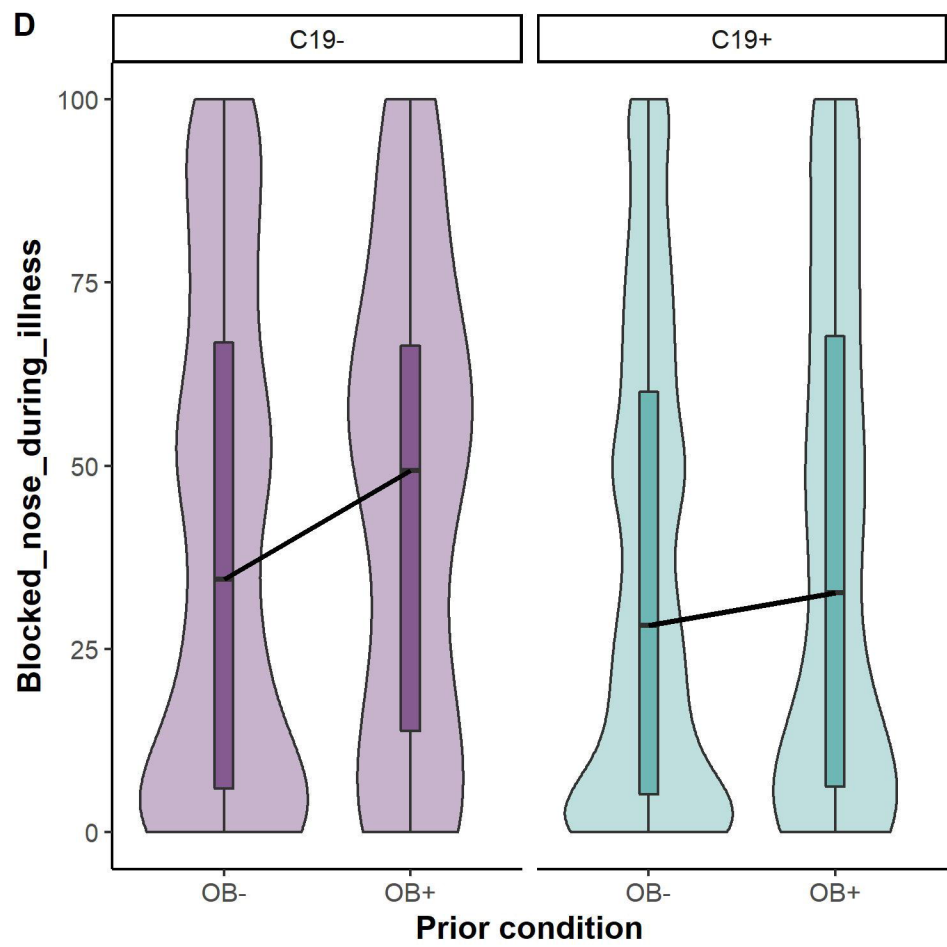 D
C19-
C19+
Blocked_nose_during_illness
100
75
50
25
0
OB-
OB+
OB-
OB+
Prior condition